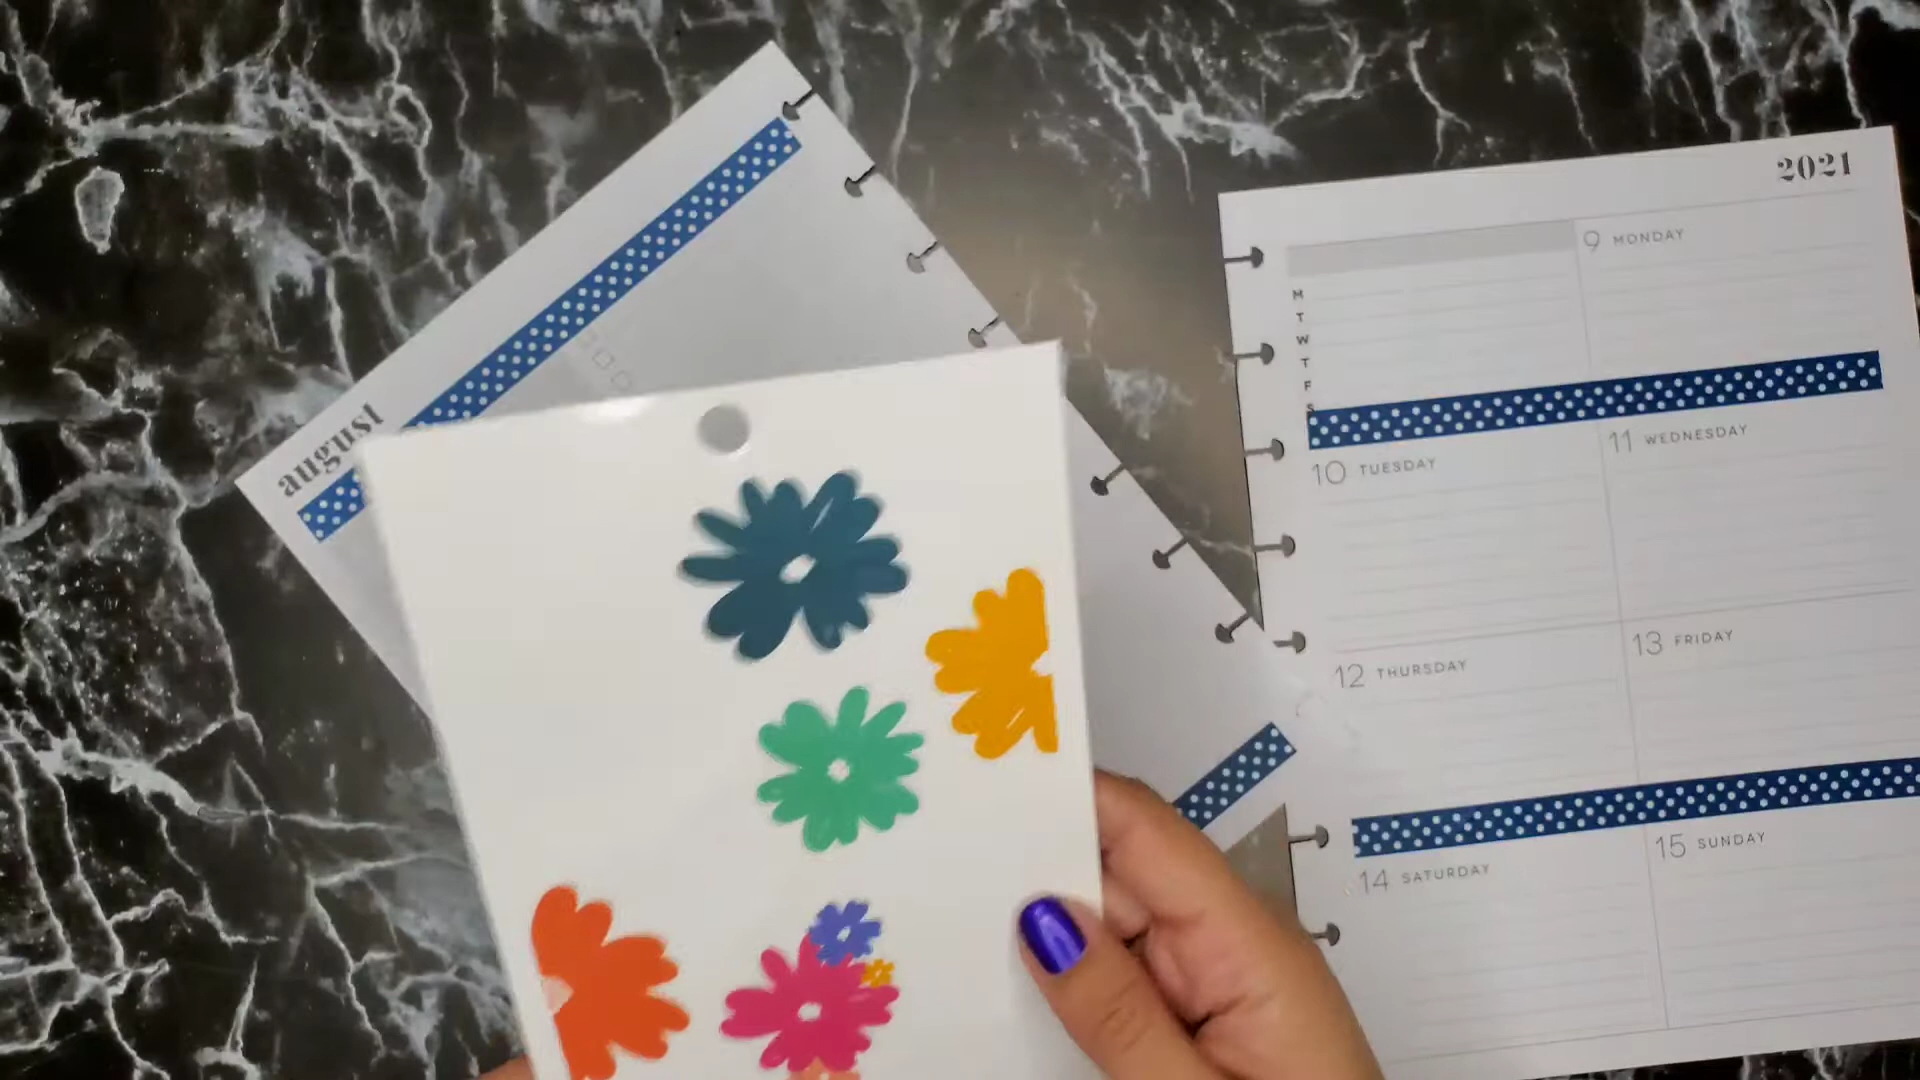 august
2021
9 MONDAY
M
T
W
T
F
S
10 TUESDAY
11 WEDNESDAY
12 THURSDAY
13 FRIDAY
14 SATURDAY
15 SUNDAY